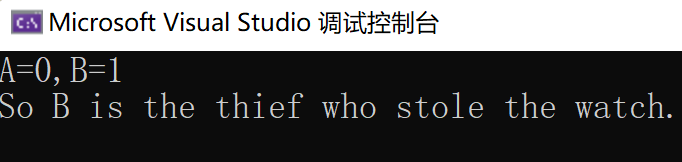 C:\
Microsoft Visual Studio 调试控制台
A=0,B=1
So B is the thief who stole the watch.